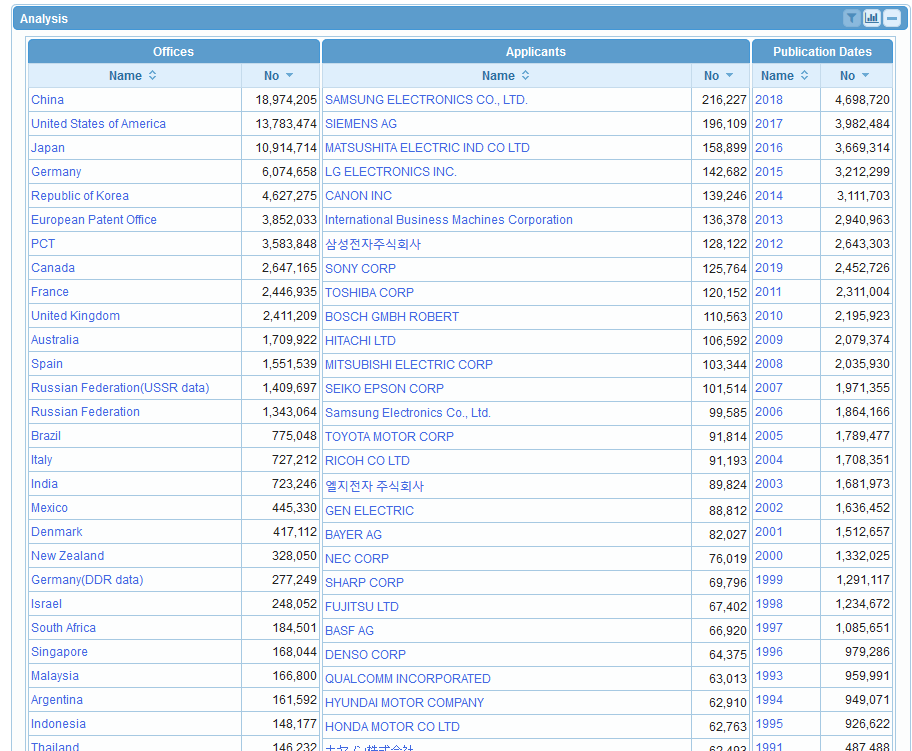 Analysis
Offices Applicants Publication Dates
Name No Name No Name No
China 18,974,205 SAMSUNG ELECTRONICS CO., LTD. 216,227 2018 4,698,720
United States of America 13,783,474 SIEMENS AG 196,109 2017 3,982,484
Japan 10,914,714 MATSUSHITA ELECTRIC IND CO LTD 158,899 2016 3,669,314
Germany 6,074,658 LG ELECTRONICS INC. 142,682 2015 3,212,299
Republic of Korea 4,627,275 CANON INC 139,246 2014 3,111,703
European Patent Office 3,852,033 International Business Machines Corporation 136,378 2013 2,940,963
PCT 3,583,848 삼성전자주식회사 128,122 2012 2,643,303
Canada 2,647,165 SONY CORP 125,764 2019 2,452,726
France 2,446,935 TOSHIBA CORP 120,152 2011 2,311,004
United Kingdom 2,411,209 BOSCH GMBH ROBERT 110,563 2010 2,195,923
Australia 1,709,922 HITACHI LTD 106,592 2009 2,079,374
Spain 1,551,539 MITSUBISHI ELECTRIC CORP 103,344 2008 2,035,930
Russian Federation(USSR data) 1,409,697 SEIKO EPSON CORP 101,514 2007 1,971,355
Russian Federation 1,343,064 Samsung Electronics Co., Ltd. 99,585 2006 1,864,166
Brazil 775,048 TOYOTA MOTOR CORP 91,814 2005 1,789,477
Italy 727,212 RICOH CO LTD 91,193 2004 1,708,351
India 723,246 엘지전자 주식회사 89,824 2003 1,681,973
Mexico 445,330 GEN ELECTRIC 88,812 2002 1,636,452
Denmark 417,112 BAYER AG 82,027 2001 1,512,657
New Zealand 328,050 NEC CORP 76,019 2000 1,332,025
Germany(DDR data) 277,249 SHARP CORP 69,796 1999 1,291,117
Israel 248,052 FUJITSU LTD 67,402 1998 1,234,672
South Africa 184,501 BASF AG 66,920 1997 1,085,651
Singapore 168,044 DENSO CORP 64,375 1996 979,286
Malaysia 166,800 QUALCOMM INCORPORATED 63,013 1993 959,991
Argentina 161,592 HYUNDAI MOTOR COMPANY 62,910 1994 949,071
Indonesia 148,177 HONDA MOTOR CO LTD 62,763 1995 926,622
Thailand 146,232 1991 487,488